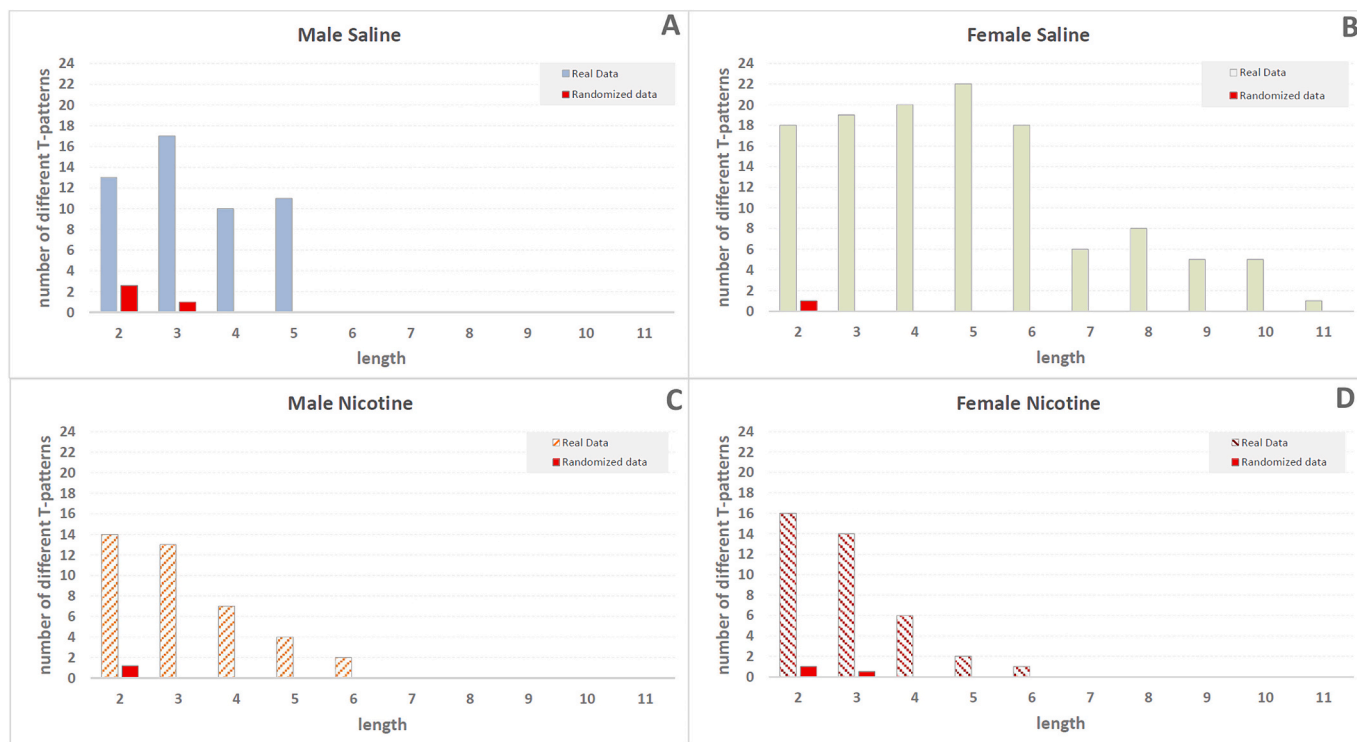 Male Saline
A
Real Data
Randomized data
number of different T-patterns
24
22
20
18
16
14
12
10
8
6
4
2
0
2 3 4 5 6 7 8 9 10 11
length
Female Saline
B
Real Data
Randomized data
number of different T-patterns
24
22
20
18
16
14
12
10
8
6
4
2
0
2 3 4 5 6 7 8 9 10 11
length
Male Nicotine
C
Real Data
Randomized data
number of different T-patterns
24
22
20
18
16
14
12
10
8
6
4
2
0
2 3 4 5 6 7 8 9 10 11
length
Female Nicotine
D
Real Data
Randomized data
number of different T-patterns
24
22
20
18
16
14
12
10
8
6
4
2
0
2 3 4 5 6 7 8 9 10 11
length